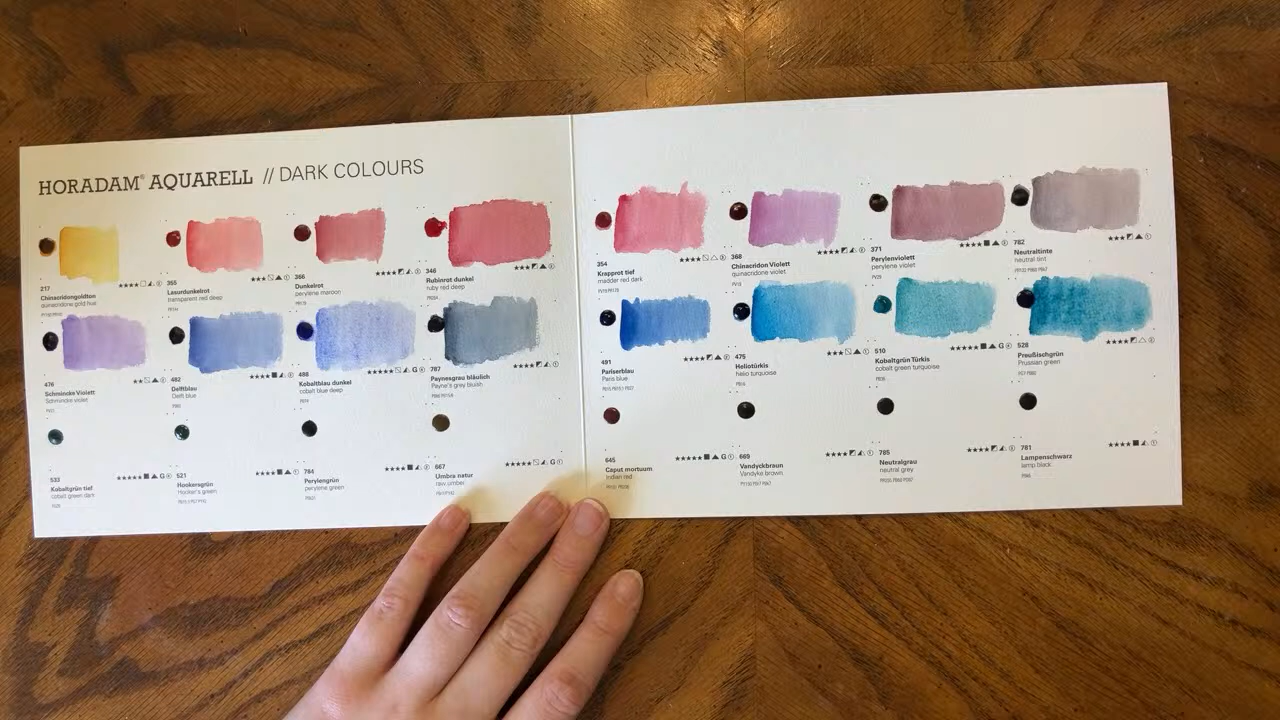 HORADAM® AQUARELL // DARK COLOURS
217
Chinacridongoldton
quinacridone gold hue
355
Lasurdunkelrot
transparent red deep
366
Dunkelrot
perylene maroon
346
Rubinrot dunkel
ruby red deep
354
Krapprot tief
madder red dark
368
Chinacridon Violett
quinacridone violet
371
Perylenviolett
perylene violet
782
Neutraltinte
neutral tint
476
Schmincke Violett
Schmincke violet
482
Delftblau
Delft blue
488
Kobaltblau dunkel
cobalt blue deep
787
Paynesgrau bläulich
Payne's grey bluish
491
Pariserblau
Paris blue
475
Heliotürkis
helio turquoise
510
Kobaltgrün Türkis
cobalt green turquoise
528
Preußischgrün
Prussian green
533
Kobaltgrün tief
cobalt green dark
521
Hookersgrün
Hooker's green
784
Perylengrün
perylene green
667
Umbra natur
raw umber
645
Caput mortuum
Indian red
669
Vandyckbraun
Vandyke brown
785
Neutralgrau
neutral grey
781
Lampenschwarz
lamp black